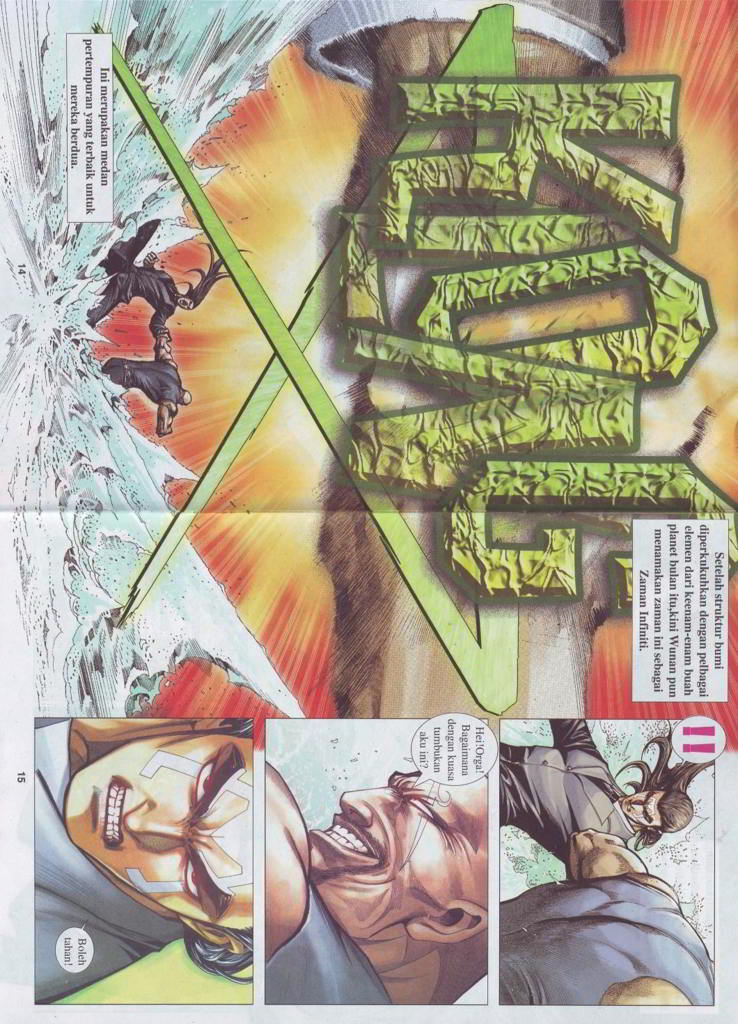 Setelah struktur bumi
diperkukuhkan dengan pelbagai
elemen dari keenam-enam buah
planet bulan itu,kini Wunan pun
menamakan zaman ini sebagai
Zaman Infiniti.
Ini merupakan medan
pertempuran yang terbaik untuk
mereka berdua.
14
!!
Hei!Orga!
Bagaimana
dengan kuasa
tumbukan
aku ini?
Boleh
tahan!
15